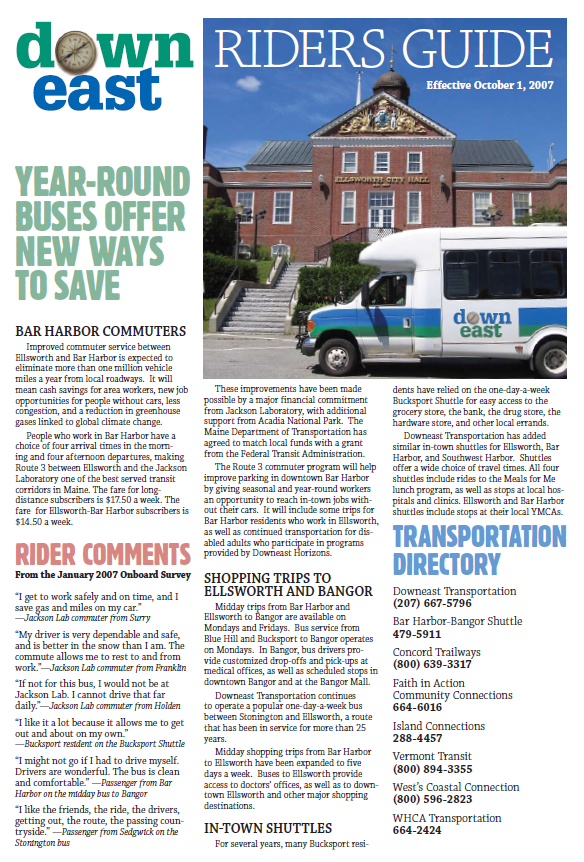 down
east
RIDERS GUIDE
Effective October 1, 2007
ELLSWORTH CITY HALL
down
east
YEAR-ROUND
BUSES OFFER
NEW WAYS
TO SAVE
BAR HARBOR COMMUTERS
Improved commuter service between
Ellsworth and Bar Harbor is expected to
eliminate more than one million vehicle
miles a year from local roadways. It will
mean cash savings for area workers, new job
opportunities for people without cars, less
congestion, and a reduction in greenhouse
gases linked to global climate change.
People who work in Bar Harbor have a
choice of four arrival times in the morn-
ing and four afternoon departures, making
Route 3 between Ellsworth and the Jackson
Laboratory one of the best served transit
corridors in Maine. The fare for long-
distance subscribers is $17.50 a week. The
fare for Ellsworth-Bar Harbor subscribers is
$14.50 a week.
RIDER COMMENTS
From the January 2007 Onboard Survey
“I get to work safely and on time, and I
save gas and miles on my car.”
—Jackson Lab commuter from Surry
“My driver is very dependable and safe,
and is better in the snow than I am. The
commute allows me to rest to and from
work.”—Jackson Lab commuter from Franklin
“If not for this bus, I would not be at
Jackson Lab. I cannot drive that far
daily.”—Jackson Lab commuter from Holden
“I like it a lot because it allows me to get
out and about on my own.”
—Bucksport resident on the Bucksport Shuttle
“I might not go if I had to drive myself.
Drivers are wonderful. The bus is clean
and comfortable.” —Passenger from Bar
Harbor on the midday bus to Bangor
“I like the friends, the ride, the drivers,
getting out, the route, the passing coun-
tryside.” —Passenger from Sedgwick on the
Stonington bus
These improvements have been made
possible by a major financial commitment
from Jackson Laboratory, with additional
support from Acadia National Park. The
Maine Department of Transportation has
agreed to match local funds with a grant
from the Federal Transit Administration.
The Route 3 commuter program will help
improve parking in downtown Bar Harbor
by giving seasonal and year-round workers
an opportunity to reach in-town jobs with-
out their cars. It will include some trips for
Bar Harbor residents who work in Ellsworth,
as well as continued transportation for dis-
abled adults who participate in programs
provided by Downeast Horizons.
SHOPPING TRIPS TO
ELLSWORTH AND BANGOR
Midday trips from Bar Harbor and
Ellsworth to Bangor are available on
Mondays and Fridays. Bus service from
Blue Hill and Bucksport to Bangor operates
on Mondays. In Bangor, bus drivers pro-
vide customized drop-offs and pick-ups at
medical offices, as well as scheduled stops in
downtown Bangor and at the Bangor Mall.
Downeast Transportation continues
to operate a popular one-day-a-week bus
between Stonington and Ellsworth, a route
that has been in service for more than 25
years.
Midday shopping trips from Bar Harbor
to Ellsworth have been expanded to five
days a week. Buses to Ellsworth provide
access to doctors’ offices, as well as to down-
town Ellsworth and other major shopping
destinations.
IN-TOWN SHUTTLES
For several years, many Bucksport resi-
dents have relied on the one-day-a-week
Bucksport Shuttle for easy access to the
grocery store, the bank, the drug store, the
hardware store, and other local errands.
Downeast Transportation has added
similar in-town shuttles for Ellsworth, Bar
Harbor, and Southwest Harbor. Shuttles
offer a wide choice of travel times. All four
shuttles include rides to the Meals for Me
lunch program, as well as stops at local hos-
pitals and clinics. Ellsworth and Bar Harbor
shuttles include stops at their local YMCAs.
TRANSPORTATION
DIRECTORY
Downeast Transportation
(207) 667-5796
Bar Harbor-Bangor Shuttle
479-5911
Concord Trailways
(800) 639-3317
Faith in Action
Community Connections
664-6016
Island Connections
288-4457
Vermont Transit
(800) 894-3355
West’s Coastal Connection
(800) 596-2823
WHCA Transportation
664-2424